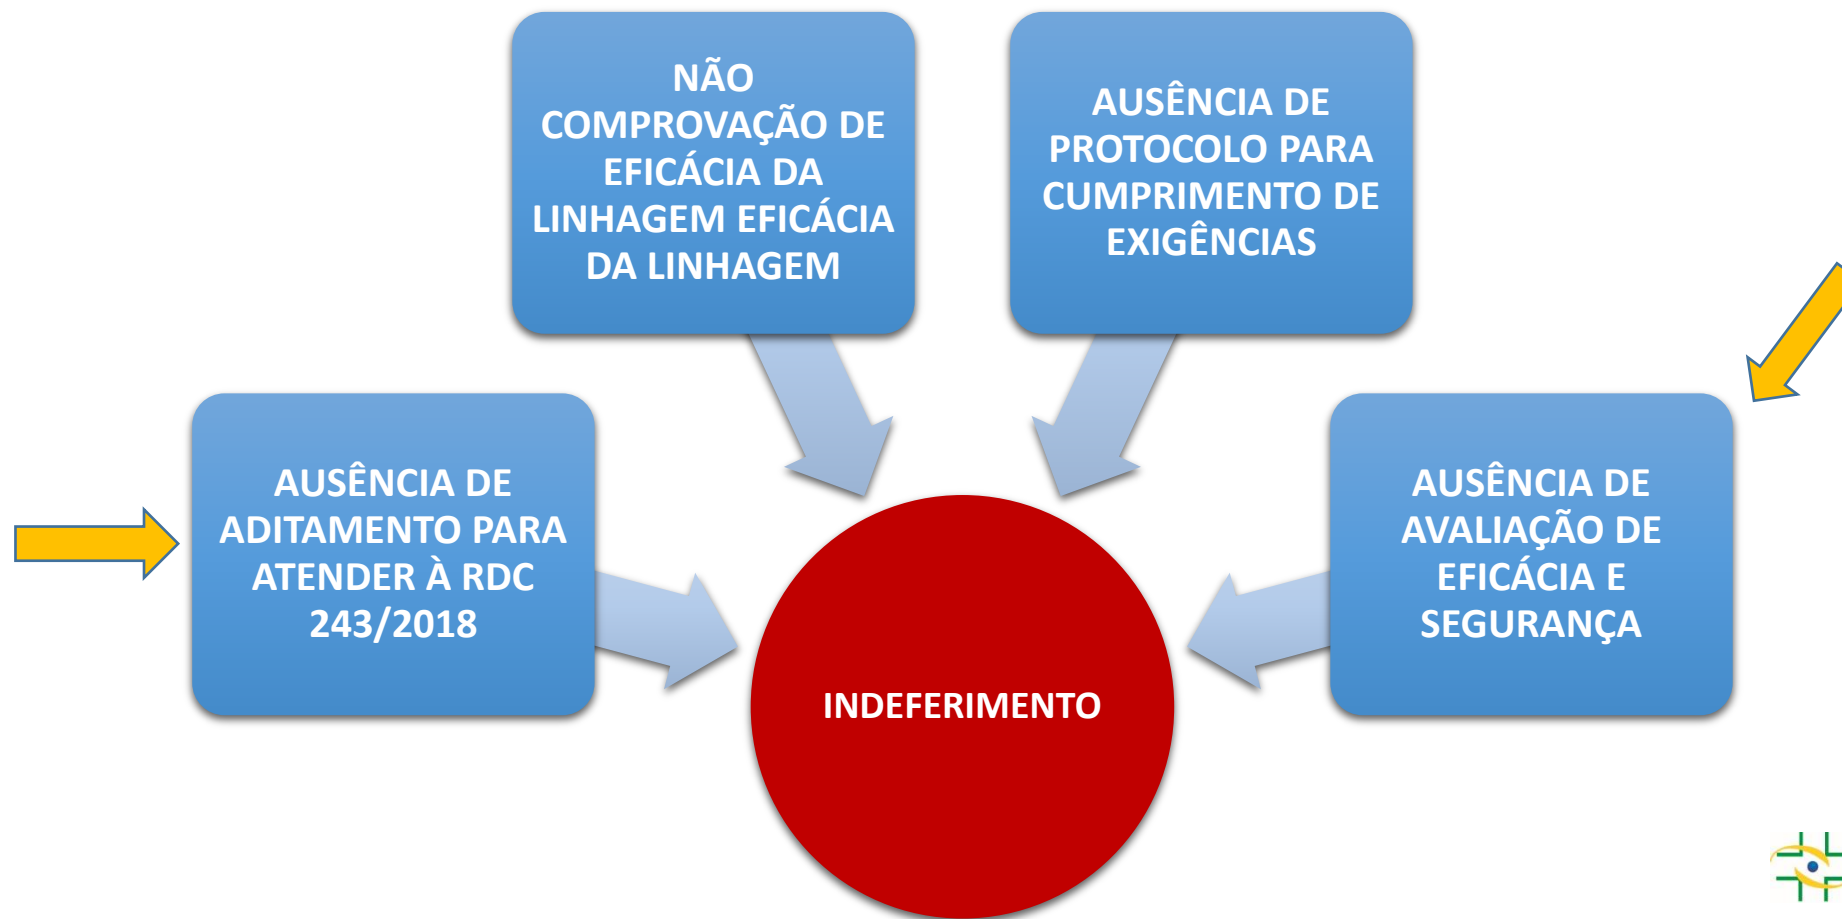 NÃO
COMPROVAÇÃO DE
EFICÁCIA DA
LINHAGEM EFICÁCIA
DA LINHAGEM
AUSÊNCIA DE
PROTOCOLO PARA
CUMPRIMENTO DE
EXIGÊNCIAS
AUSÊNCIA DE
ADITAMENTO PARA
ATENDER À RDC
243/2018
AUSÊNCIA DE
AVALIAÇÃO DE
EFICÁCIA E
SEGURANÇA
INDEFERIMENTO